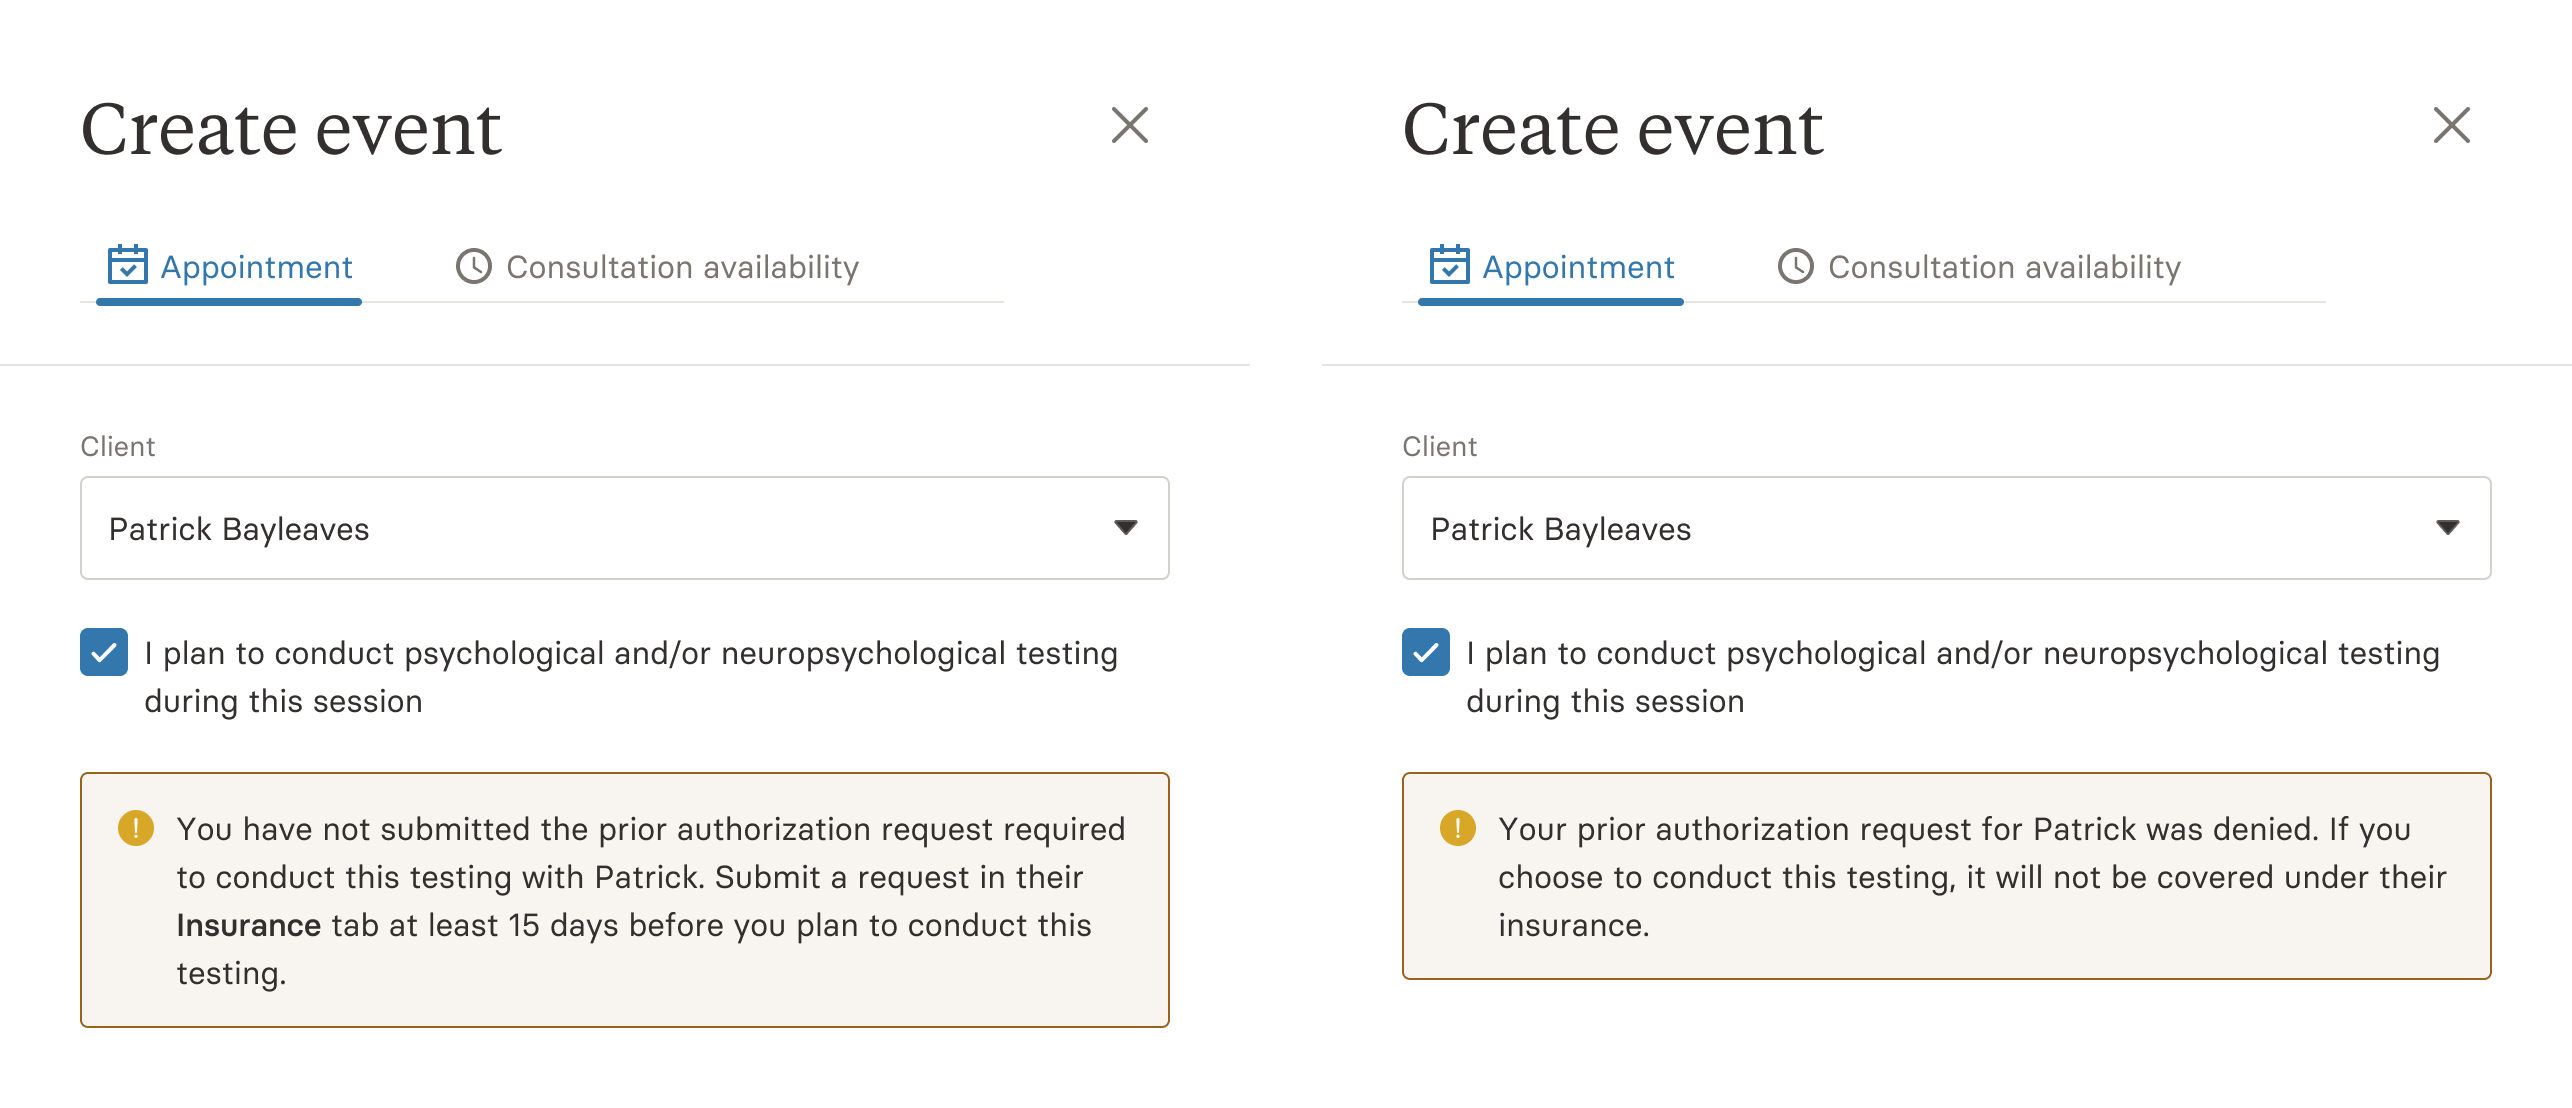 Create event
Appointment
Consultation availability
Client
Patrick Bayleaves
I plan to conduct psychological and/or neuropsychological testing
during this session
You have not submitted the prior authorization request required
to conduct this testing with Patrick. Submit a request in their
Insurance tab at least 15 days before you plan to conduct this
testing.
Create event
Appointment
Consultation availability
Client
Patrick Bayleaves
I plan to conduct psychological and/or neuropsychological testing
during this session
Your prior authorization request for Patrick was denied. If you
choose to conduct this testing, it will not be covered under their
insurance.